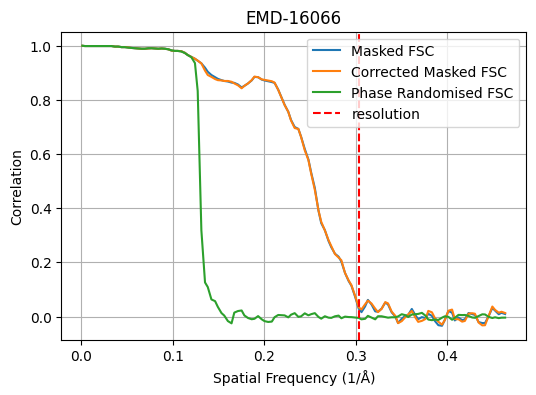 EMD-16066
Masked FSC
Corrected Masked FSC
Phase Randomised FSC
resolution
Correlation
1.0
0.8
0.6
0.4
0.2
0.0
0.0
0.1
0.2
0.3
0.4
Spatial Frequency (1/Å)